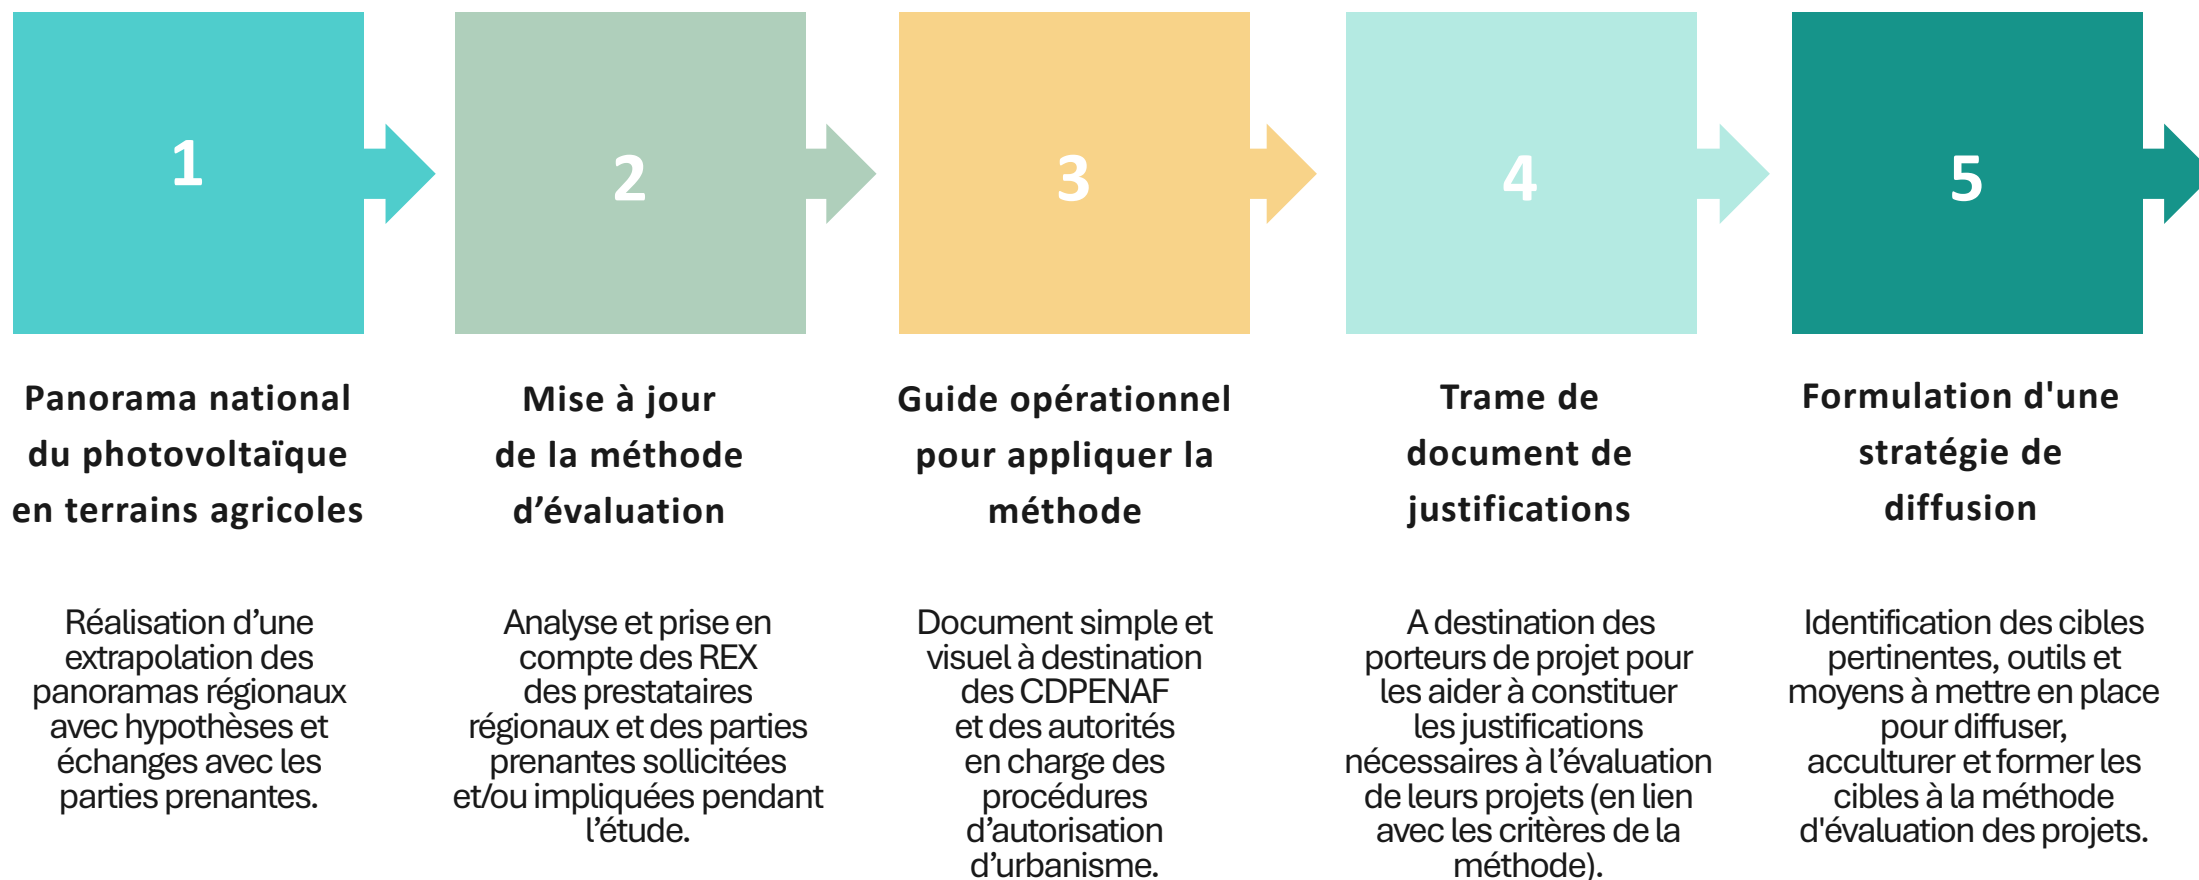 1
Panorama national
du photovoltaïque
en terrains agricoles
Réalisation d’une
extrapolation des
panoramas régionaux
avec hypothèses et
échanges avec les
parties prenantes.
2
Mise à jour
de la méthode
d’évaluation
Analyse et prise en
compte des REX
des prestataires
régionaux et des parties
prenantes sollicitées
et/ou impliquées pendant
l’étude.
3
Guide opérationnel
pour appliquer la
méthode
Document simple et
visuel à destination
des CDPENAF
et des autorités
en charge des
procédures
d’autorisation
d’urbanisme.
4
Trame de
document de
justifications
A destination des
porteurs de projet pour
les aider à constituer
les justifications
nécessaires à l’évaluation
de leurs projets (en lien
avec les critères de la
méthode).
5
Formulation d'une
stratégie de
diffusion
Identification des cibles
pertinentes, outils et
moyens à mettre en place
pour diffuser,
acculturer et former les
cibles à la méthode
d'évaluation des projets.